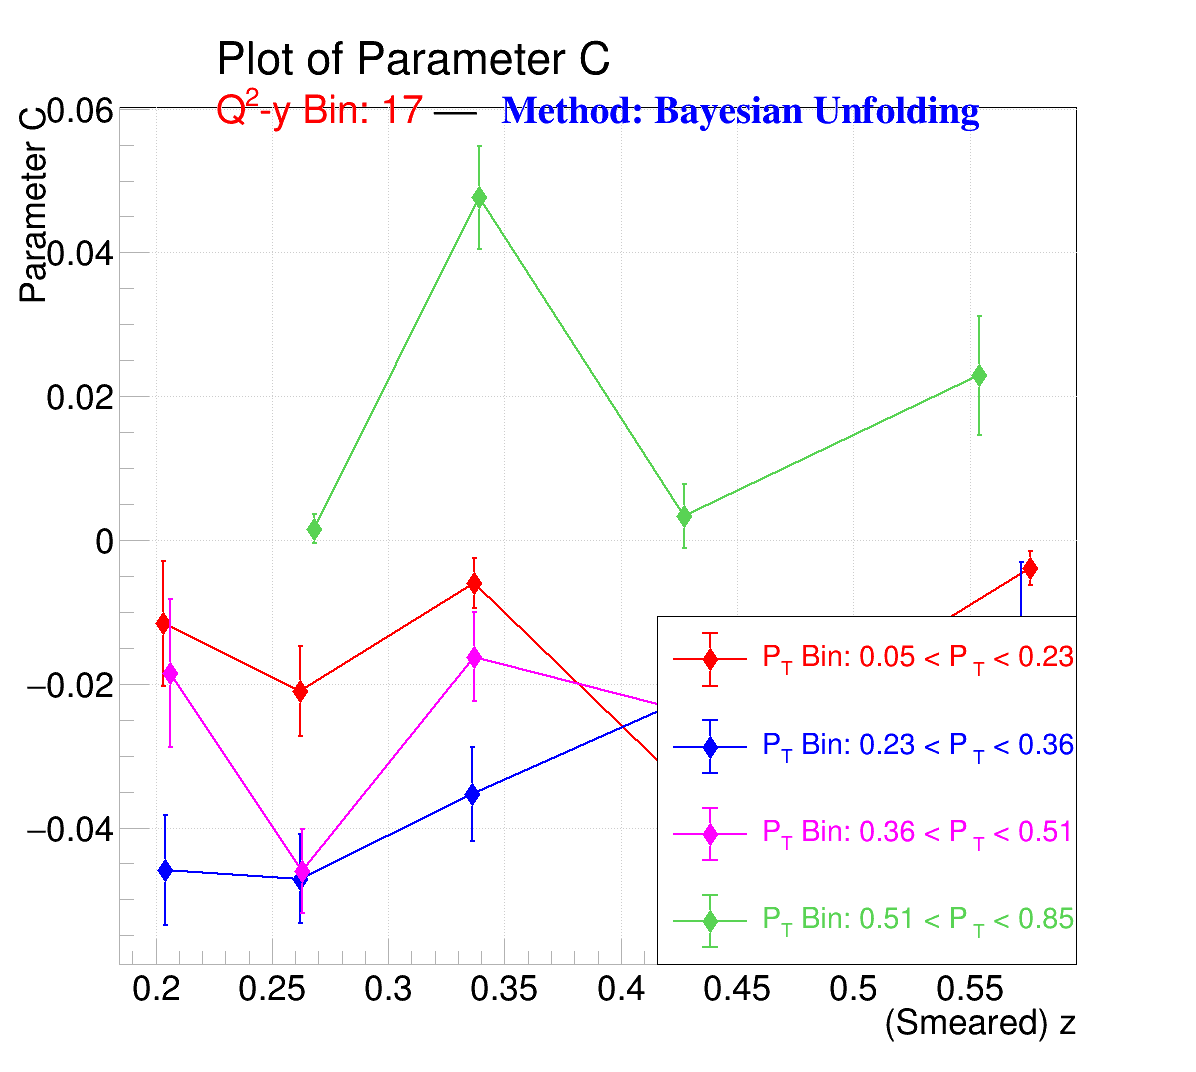 Plot of Parameter C
Q2-y Bin: 17 — Method: Bayesian Unfolding
Parameter C
0.06
0.04
0.02
0
−0.02
−0.04
PT Bin: 0.05 < PT < 0.23
PT Bin: 0.23 < PT < 0.36
PT Bin: 0.36 < PT < 0.51
PT Bin: 0.51 < PT < 0.85
0.2 0.25 0.3 0.35 0.4 0.45 0.5 0.55
(Smeared) z